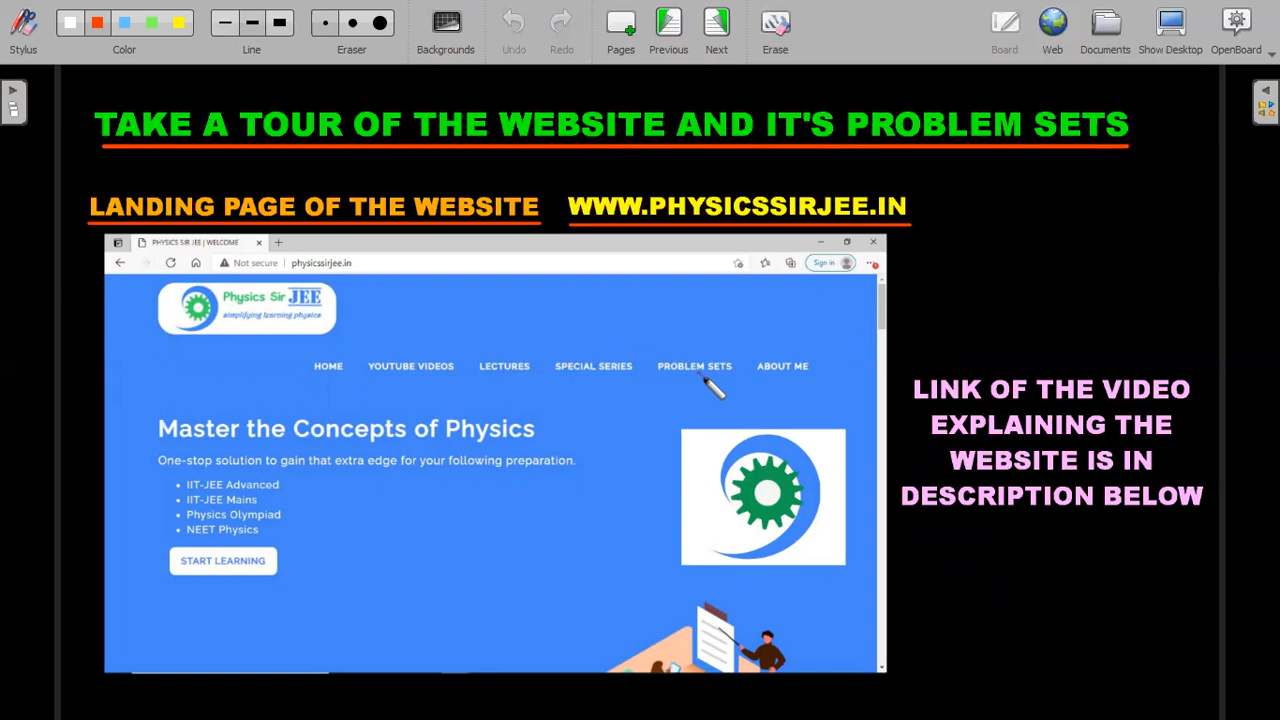 Stylus Color Line Eraser Backgrounds Undo Redo Pages Previous Next Erase Board Web Documents Show Desktop OpenBoard
TAKE A TOUR OF THE WEBSITE AND IT'S PROBLEM SETS
LANDING PAGE OF THE WEBSITE WWW.PHYSICSSIRJEE.IN
PHYSICS SIR JEE | WELCOME
Not secure physicssirjee.in Sign in
Physics Sir JEE
simplifying learning physics
HOME YOUTUBE VIDEOS LECTURES SPECIAL SERIES PROBLEM SETS ABOUT ME
Master the Concepts of Physics
One-stop solution to gain that extra edge for your following preparation.
• IIT-JEE Advanced
• IIT-JEE Mains
• Physics Olympiad
• NEET Physics
START LEARNING
LINK OF THE VIDEO
EXPLAINING THE
WEBSITE IS IN
DESCRIPTION BELOW